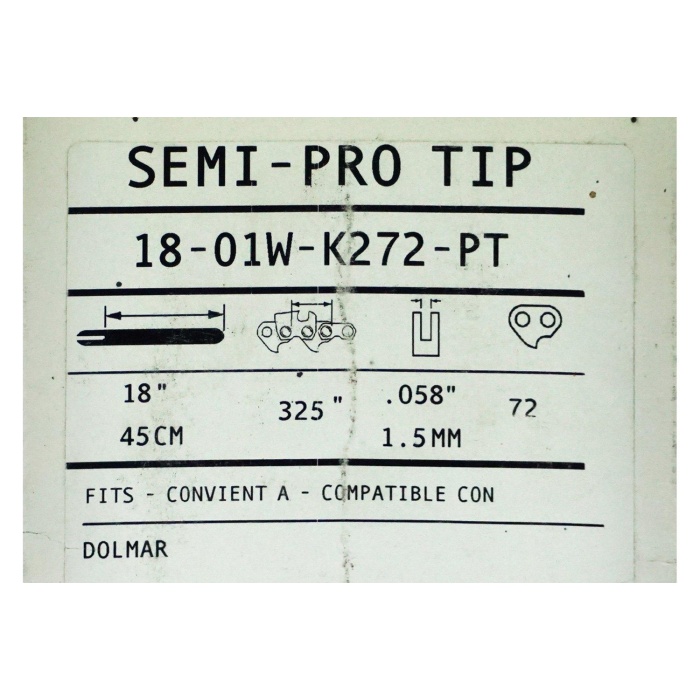 SEMI-PRO TIP
18-01W-K272-PT
18" 325" .058" 72
45CM 1.5MM
FITS - CONVIENT A - COMPATIBLE CON
DOLMAR